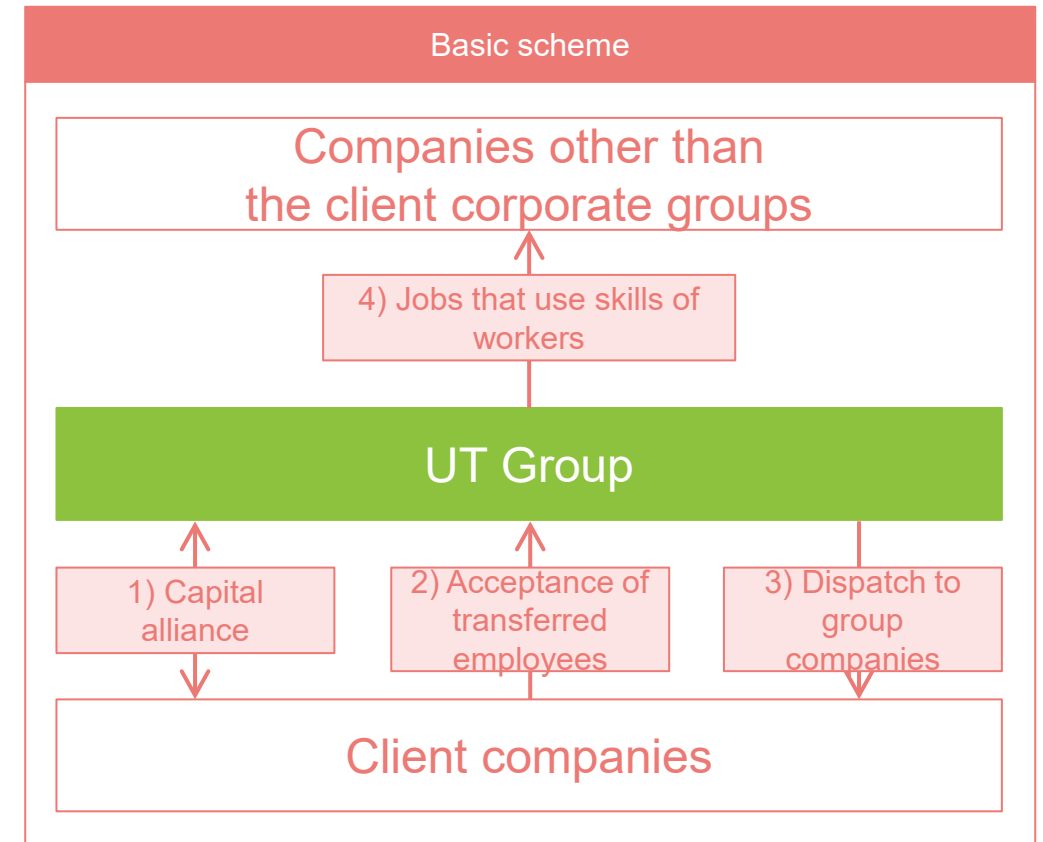 Basic scheme
Companies other than
the client corporate groups
4) Jobs that use skills of
workers
UT Group
1) Capital
alliance
2) Acceptance of
transferred
employees
3) Dispatch to
group
companies
Client companies